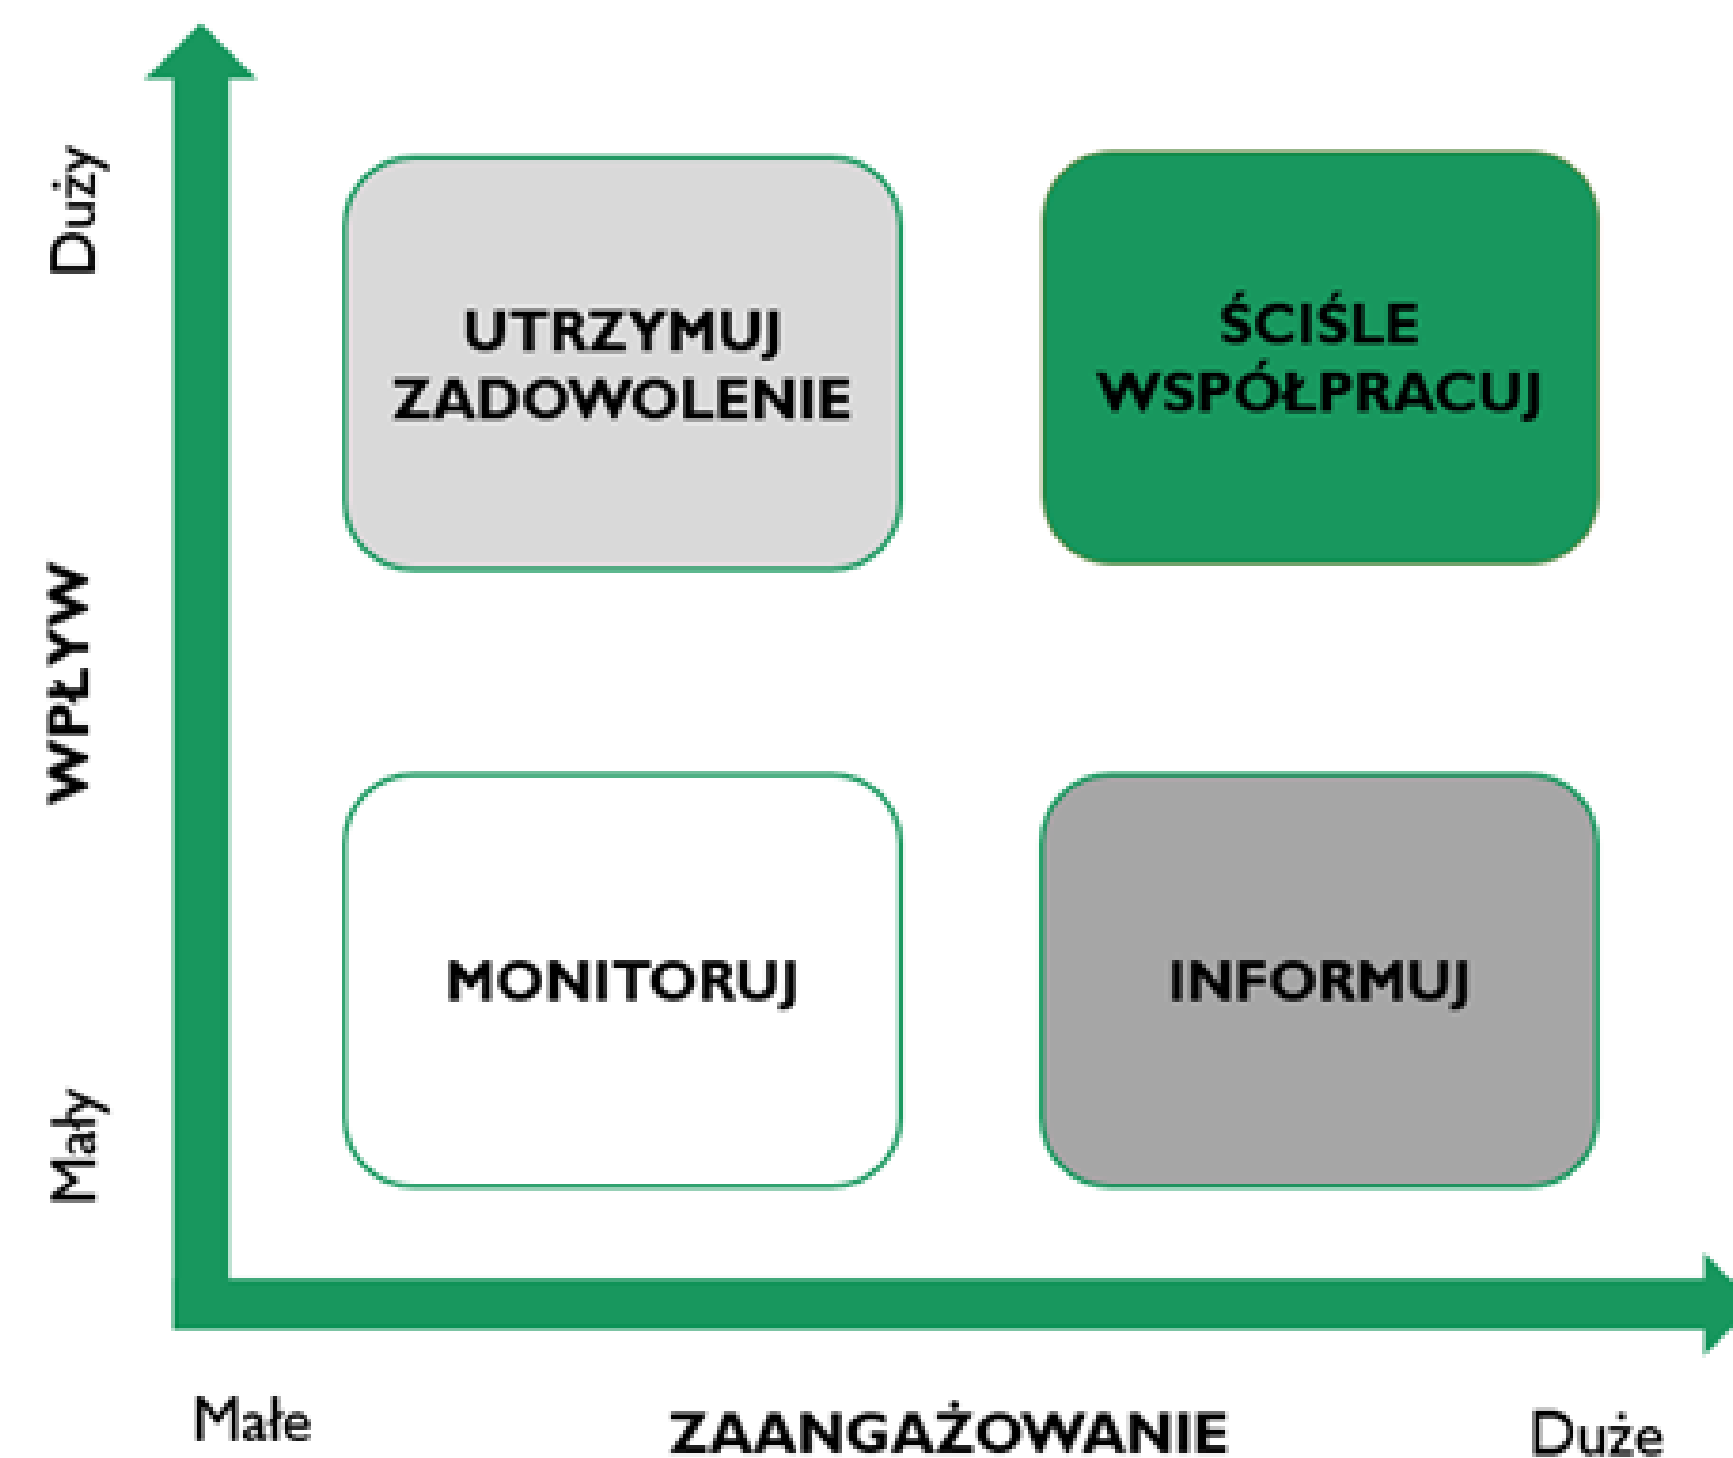 Duży
UTRZYMUJ
ZADOWOLENIE
ŚCIŚLE
WSPÓŁPRACUJ
WPŁYW
MONITORUJ
INFORMUJ
Mały
Małe
ZAANGAŻOWANIE
Duże